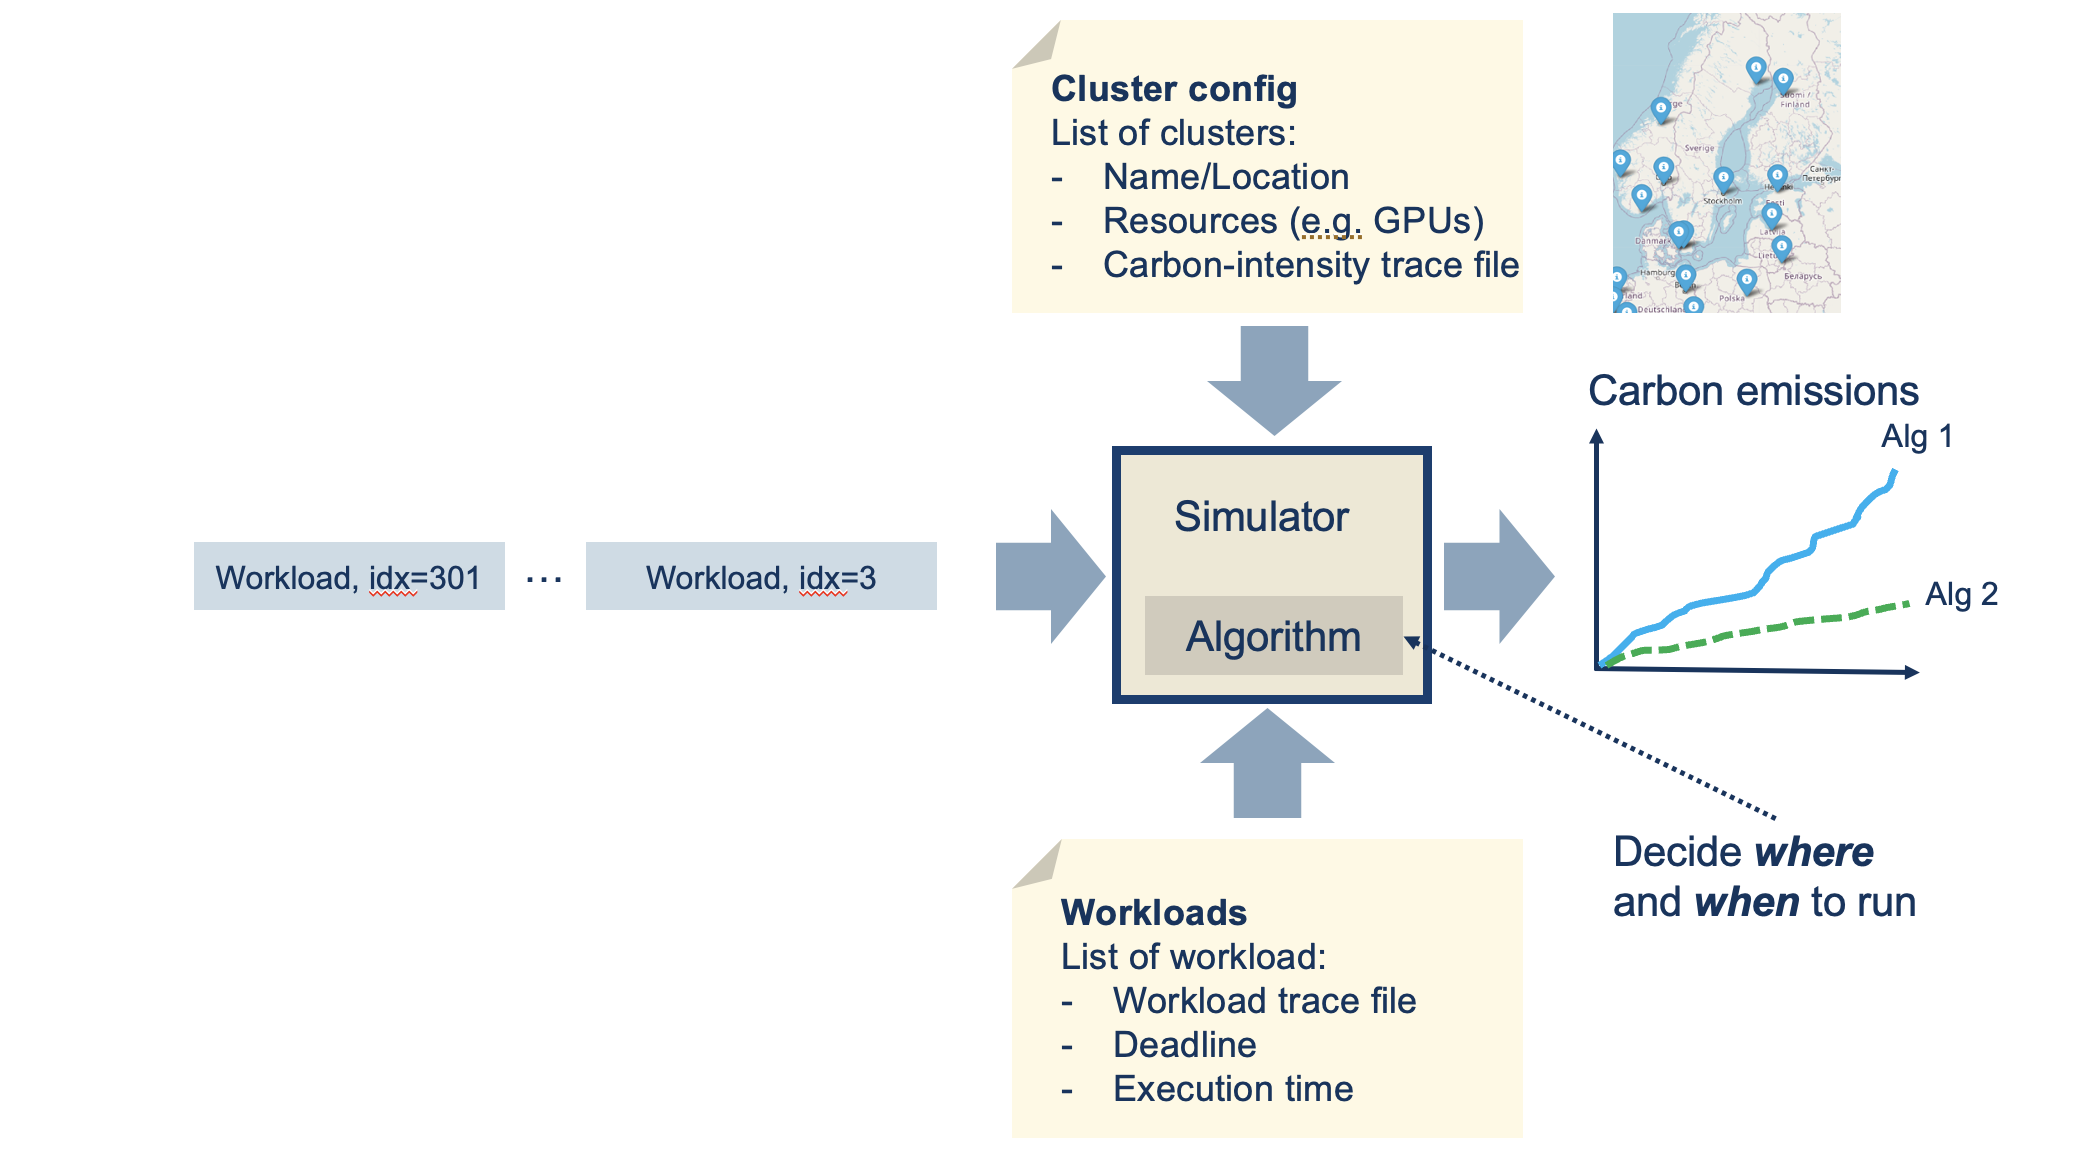 Cluster config
List of clusters:
- Name/Location
- Resources (e.g. GPUs)
- Carbon-intensity trace file
Suomi /
Finland
Sverige
Санкт-
Петербург
Stockholm
Eesti
Latvija
Danmark
Hamburg
Беларусь
Polska
Deutschland
Carbon emissions
Alg 1
Alg 2
Simulator
Algorithm
Workload, idx=301 ... Workload, idx=3
Decide where
and when to run
Workloads
List of workload:
- Workload trace file
- Deadline
- Execution time